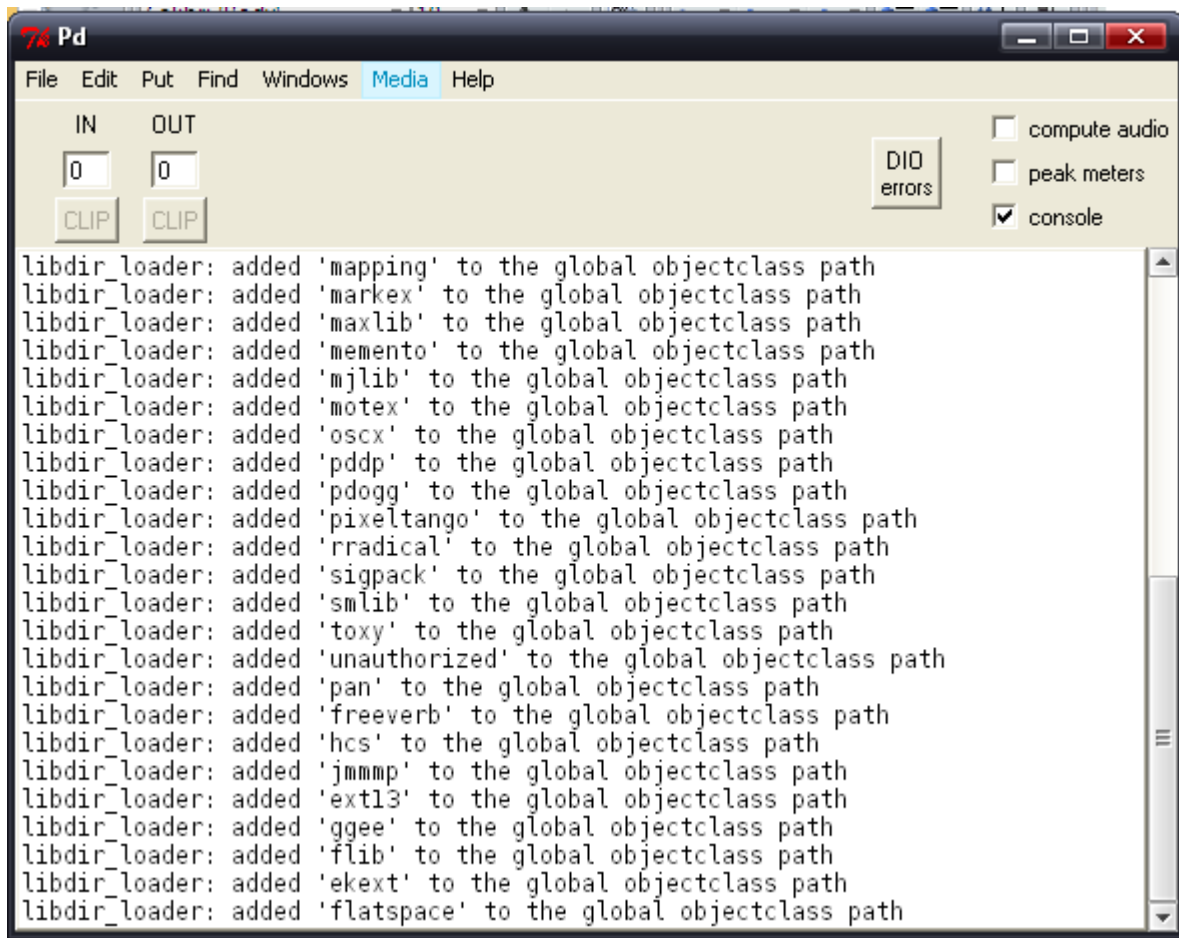 Pd
File Edit Put Find Windows Media Help
IN OUT
0 0
CLIP CLIP
DIO
errors
compute audio
peak meters
console
libdir_loader: added 'mapping' to the global objectclass path
libdir_loader: added 'markex' to the global objectclass path
libdir_loader: added 'maxlib' to the global objectclass path
libdir_loader: added 'memento' to the global objectclass path
libdir_loader: added 'mjlib' to the global objectclass path
libdir_loader: added 'motex' to the global objectclass path
libdir_loader: added 'oscx' to the global objectclass path
libdir_loader: added 'pddp' to the global objectclass path
libdir_loader: added 'pdogg' to the global objectclass path
libdir_loader: added 'pixeltango' to the global objectclass path
libdir_loader: added 'rradical' to the global objectclass path
libdir_loader: added 'sigpack' to the global objectclass path
libdir_loader: added 'smlib' to the global objectclass path
libdir_loader: added 'toxy' to the global objectclass path
libdir_loader: added 'unauthorized' to the global objectclass path
libdir_loader: added 'pan' to the global objectclass path
libdir_loader: added 'freeverb' to the global objectclass path
libdir_loader: added 'hcs' to the global objectclass path
libdir_loader: added 'jmmmp' to the global objectclass path
libdir_loader: added 'ext13' to the global objectclass path
libdir_loader: added 'ggee' to the global objectclass path
libdir_loader: added 'flib' to the global objectclass path
libdir_loader: added 'ekext' to the global objectclass path
libdir_loader: added 'flatspace' to the global objectclass path